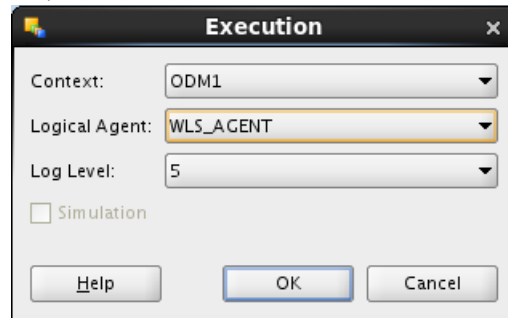 Execution
Context: ODM1
Logical Agent: WLS_AGENT
Log Level: 5
Simulation
Help OK Cancel